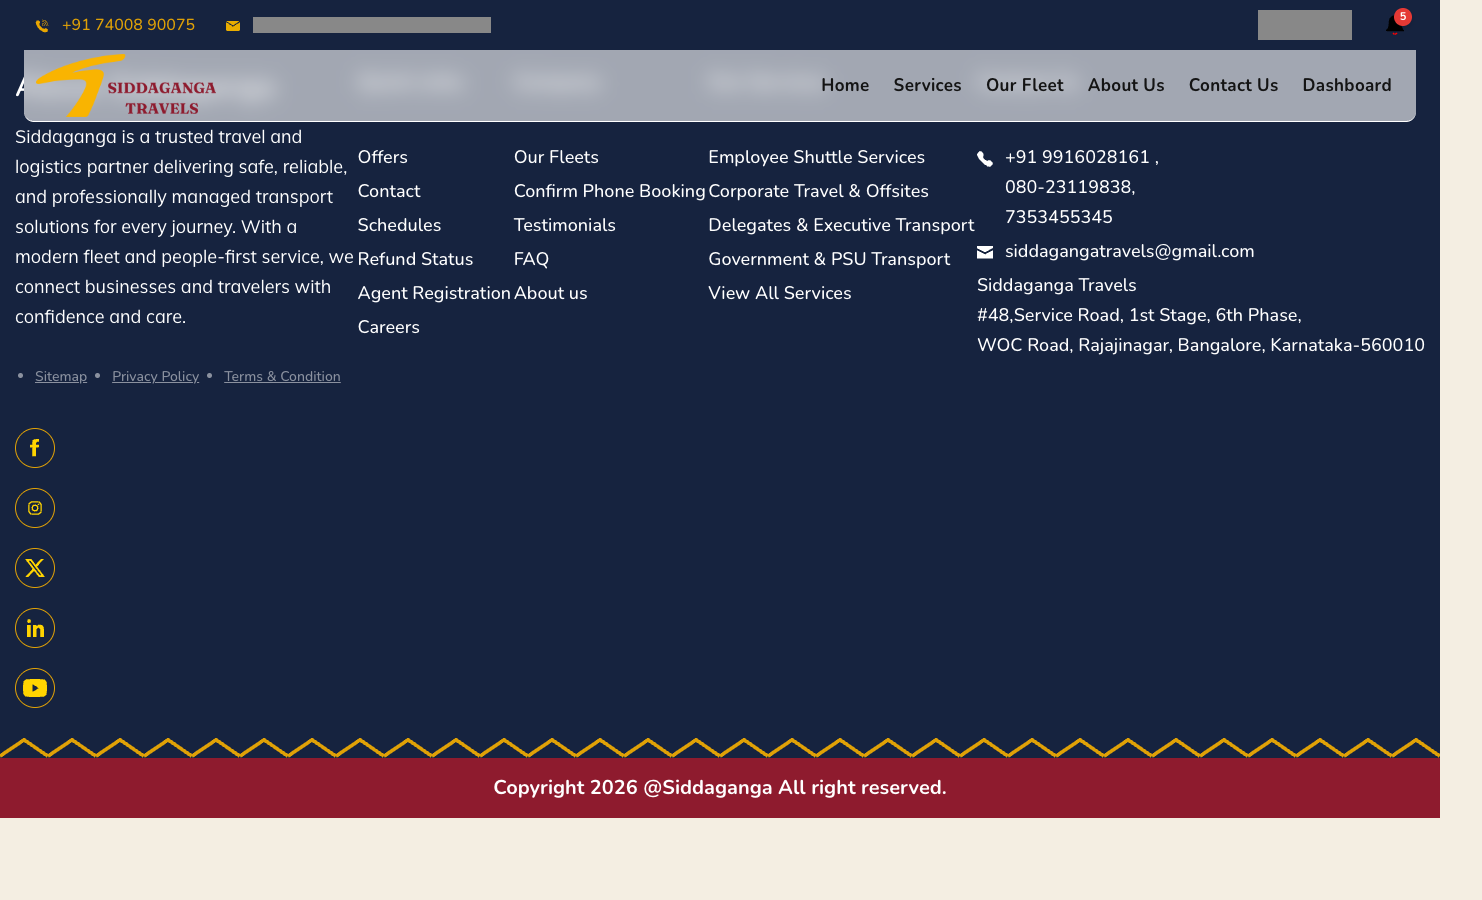 +91 74008 90075
5
SIDDAGANGA
TRAVELS
Home Services Our Fleet About Us Contact Us Dashboard
Siddaganga is a trusted travel and
logistics partner delivering safe, reliable,
and professionally managed transport
solutions for every journey. With a
modern fleet and people-first service, we
connect businesses and travelers with
confidence and care.
Sitemap
Privacy Policy
Terms & Condition
Offers
Contact
Schedules
Refund Status
Agent Registration
Careers
Our Fleets
Confirm Phone Booking
Testimonials
FAQ
About us
Employee Shuttle Services
Corporate Travel & Offsites
Delegates & Executive Transport
Government & PSU Transport
View All Services
+91 9916028161 ,
080-23119838,
7353455345
siddagangatravels@gmail.com
Siddaganga Travels
#48,Service Road, 1st Stage, 6th Phase,
WOC Road, Rajajinagar, Bangalore, Karnataka-560010
Copyright 2026 @Siddaganga All right reserved.